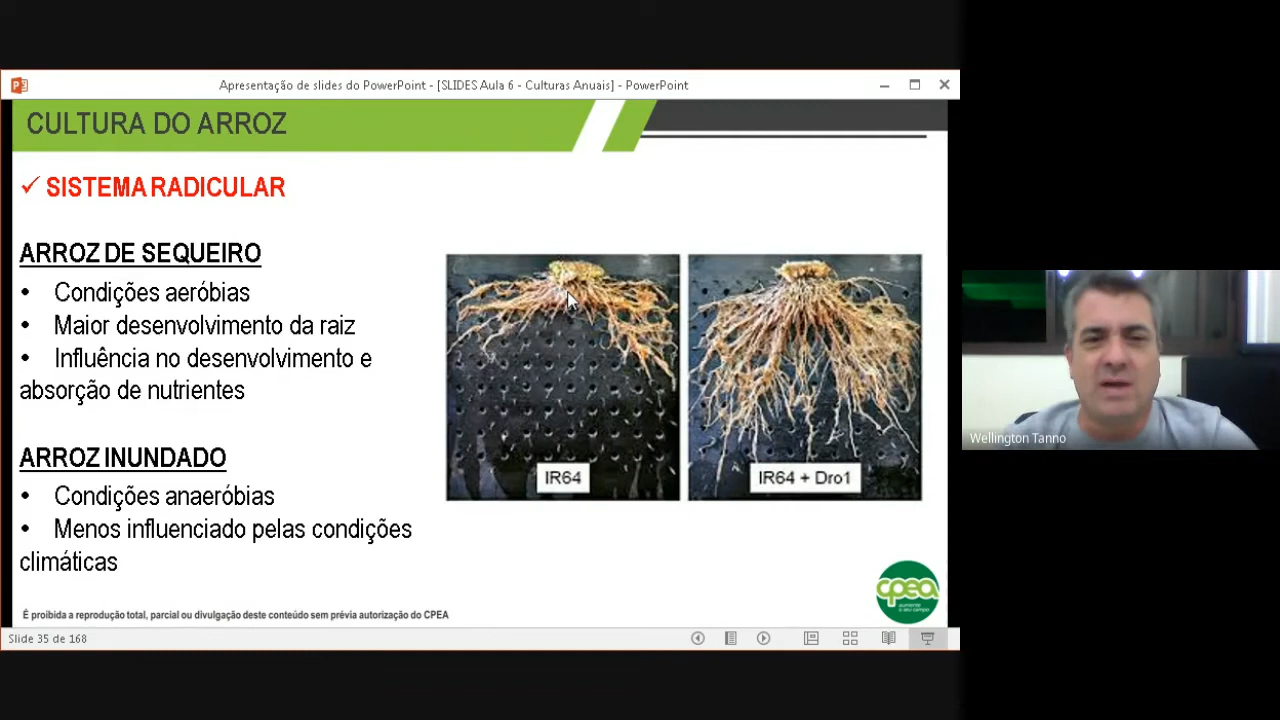 Apresentação de slides do PowerPoint - [SLIDES Aula 6 - Culturas Anuais] - PowerPoint
CULTURA DO ARROZ
✓ SISTEMA RADICULAR
ARROZ DE SEQUEIRO
• Condições aeróbias
• Maior desenvolvimento da raiz
• Influência no desenvolvimento e
absorção de nutrientes
ARROZ INUNDADO
• Condições anaeróbias
• Menos influenciado pelas condições
climáticas
IR64
IR64 + Dro1
Wellington Tanno
cpea
aumente
o seu campo
É proibida a reprodução total, parcial ou divulgação deste conteúdo sem prévia autorização do CPEA
Slide 35 de 168